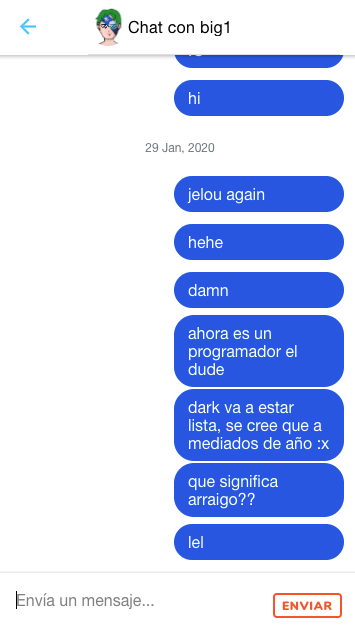 Chat con big1
hi
29 Jan, 2020
jelou again
hehe
damn
ahora es un
programador el
dude
dark va a estar
lista, se cree que a
mediados de año :x
que significa
arraigo??
lel
Envía un mensaje...
ENVIAR